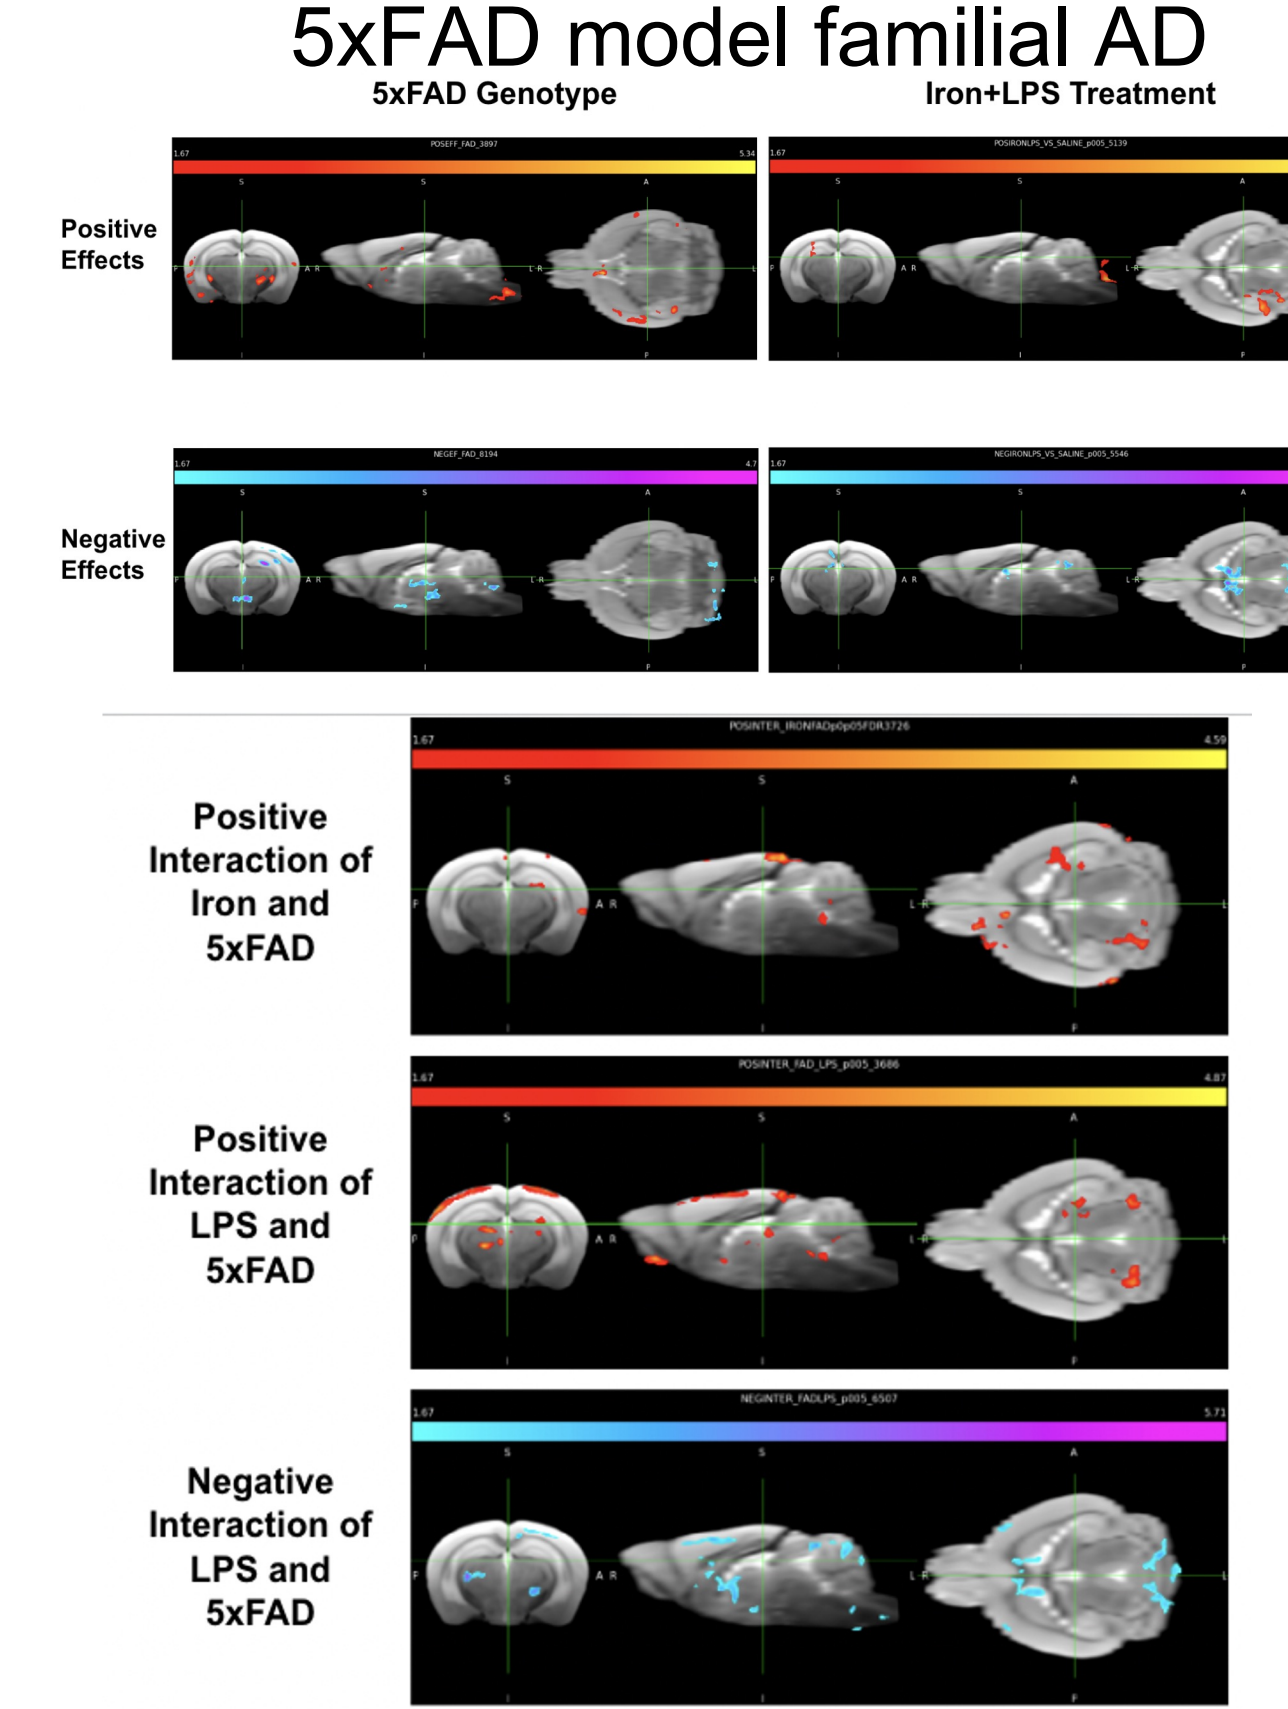 5xFAD model familial AD
5xFAD Genotype
Iron+LPS Treatment
Positive
Effects
POSEFF_FAD_3897
1.67
5.34
S
S
A
P
A R
L R
L
I
I
P
POSIRONLPS_VS_SALINE_p005_5139
1.67
S
S
A
P
A R
L R
I
I
P
Negative
Effects
NEGEF_FAD_8194
1.67
4.7
S
S
A
P
A R
L R
L
I
I
P
NEGIRONLPS_VS_SALINE_p005_5546
1.67
S
S
A
P
A R
L R
I
I
P
Positive
Interaction of
Iron and
5xFAD
POSINTER_IRONFADp0p05FDR3726
1.67
4.59
S
S
A
P
A R
L R
L
I
I
P
Positive
Interaction of
LPS and
5xFAD
POSINTER_FAD_LPS_p005_3686
1.67
4.87
S
S
A
P
A R
L R
L
I
I
P
Negative
Interaction of
LPS and
5xFAD
NEGINTER_FADLPS_p005_6507
1.67
5.71
S
S
A
P
A R
L R
L
I
I
P